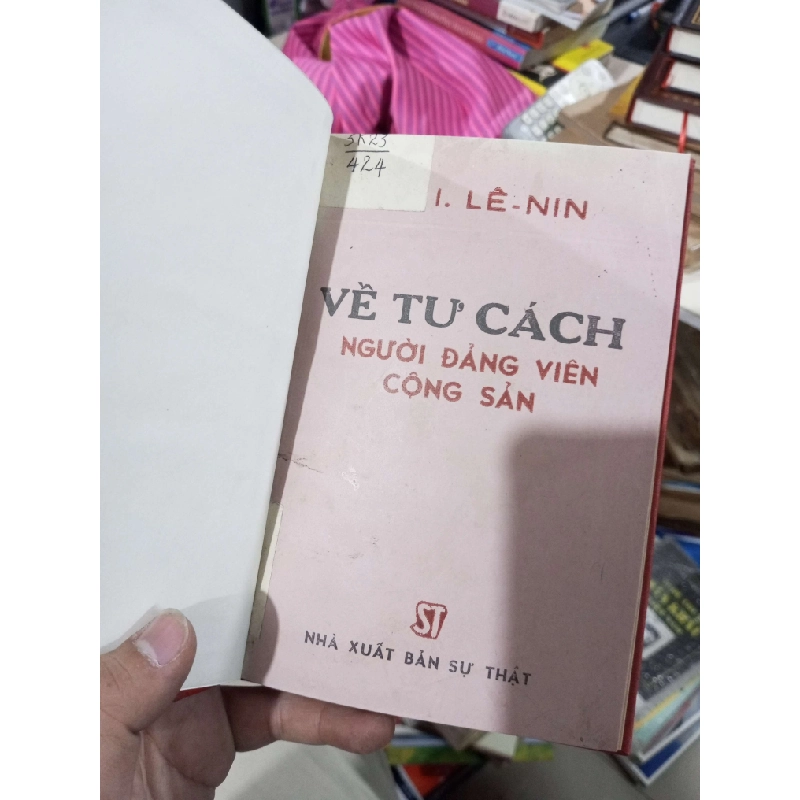 3K23
424
I. LÊ-NIN
VỀ TƯ CÁCH
NGƯỜI ĐẢNG VIÊN
CỘNG SẢN
ST
NHÀ XUẤT BẢN SỰ THẬT